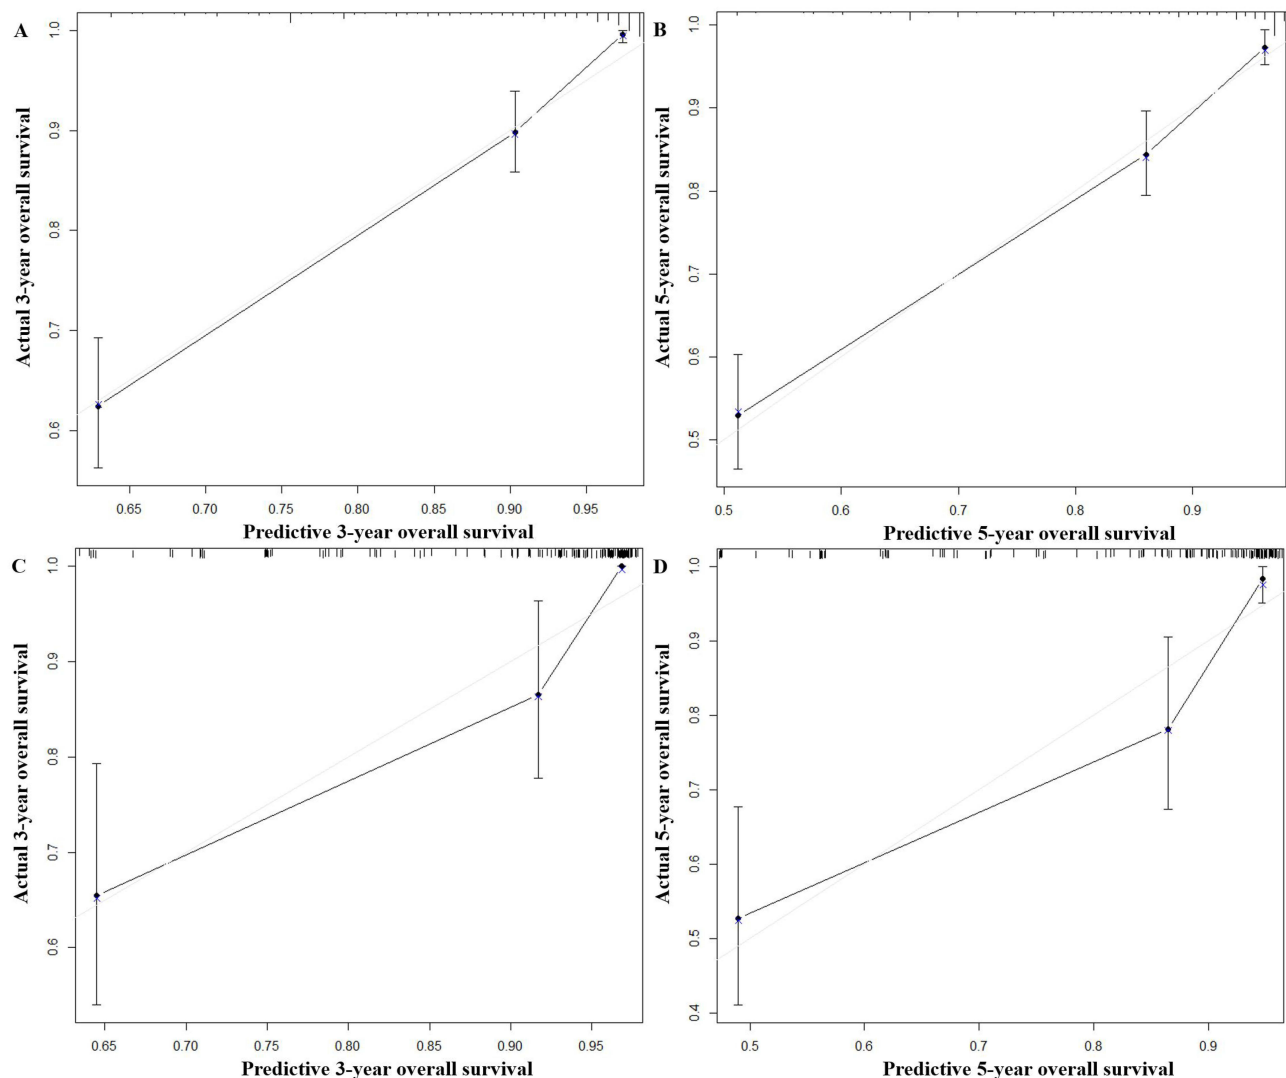 A
Actual 3-year overall survival
1.0
0.9
0.8
0.7
0.6
0.65 0.70 0.75 0.80 0.85 0.90 0.95
Predictive 3-year overall survival
B
Actual 5-year overall survival
1.0
0.9
0.8
0.7
0.6
0.5
0.5 0.6 0.7 0.8 0.9
Predictive 5-year overall survival
C
Actual 3-year overall survival
1.0
0.9
0.8
0.7
0.6
0.65 0.70 0.75 0.80 0.85 0.90 0.95
Predictive 3-year overall survival
D
Actual 5-year overall survival
1.0
0.9
0.8
0.7
0.6
0.5
0.4
0.5 0.6 0.7 0.8 0.9
Predictive 5-year overall survival